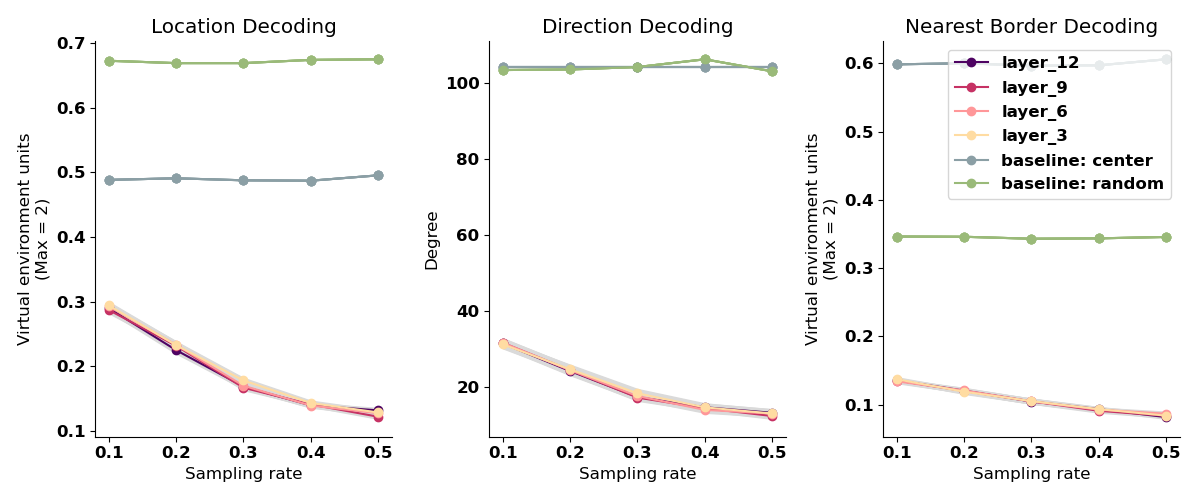 Location Decoding
Virtual environment units
(Max = 2)
0.7
0.6
0.5
0.4
0.3
0.2
0.1
0.1 0.2 0.3 0.4 0.5
Sampling rate
Direction Decoding
Degree
100
80
60
40
20
0.1 0.2 0.3 0.4 0.5
Sampling rate
Nearest Border Decoding
Virtual environment units
(Max = 2)
0.6
0.5
0.4
0.3
0.2
0.1
layer_12
layer_9
layer_6
layer_3
baseline: center
baseline: random
0.1 0.2 0.3 0.4 0.5
Sampling rate